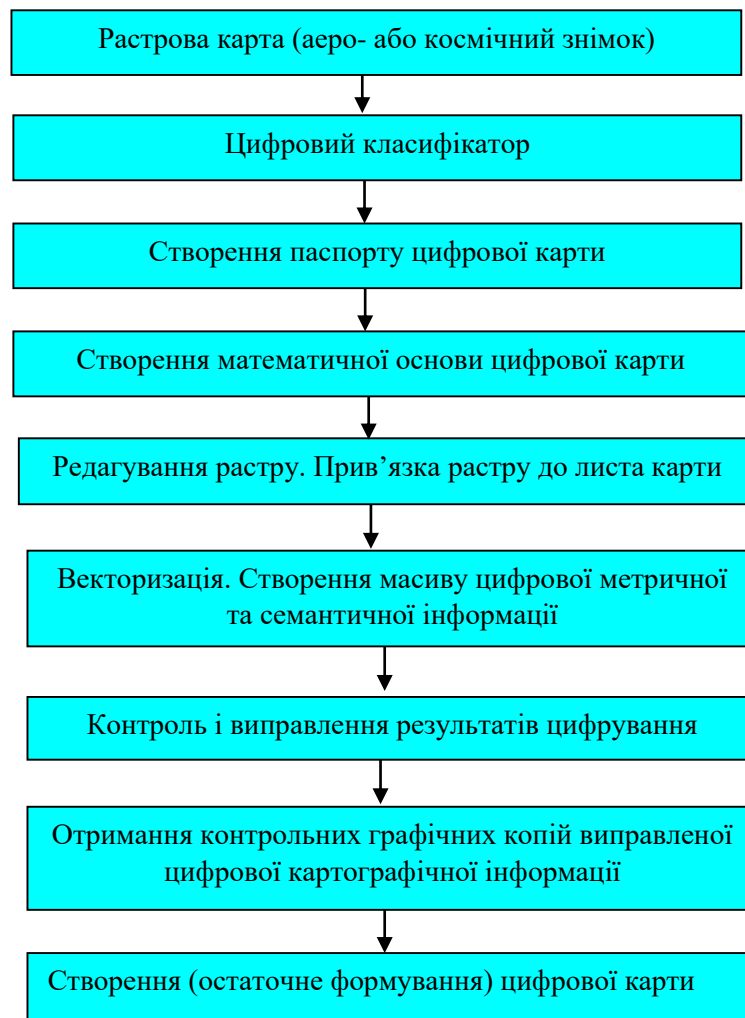 Растрова карта (аеро- або космічний знімок)
Цифровий класифікатор
Створення паспорту цифрової карти
Створення математичної основи цифрової карти
Редагування растру. Прив’язка растру до листа карти
Векторизація. Створення масиву цифрової метричної
та семантичної інформації
Контроль і виправлення результатів цифрування
Отримання контрольних графічних копій виправленої
цифрової картографічної інформації
Створення (остаточне формування) цифрової карти